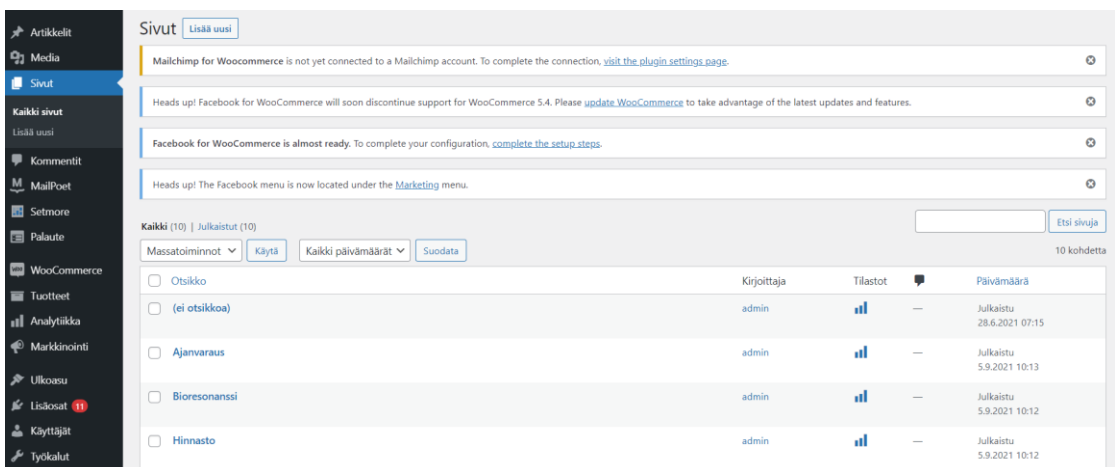 Artikkelit
Media
Sivut
Kaikki sivut
Lisää uusi
Kommentit
MailPoet
Setmore
Palaute
WooCommerce
Tuotteet
Analytiikka
Markkinointi
Ulkoasu
Lisäosat 11
Käyttäjät
Työkalut
Sivut Lisää uusi
Mailchimp for Woocommerce is not yet connected to a Mailchimp account. To complete the connection, visit the plugin settings page.
Heads up! Facebook for WooCommerce will soon discontinue support for WooCommerce 5.4. Please update WooCommerce to take advantage of the latest updates and features.
Facebook for WooCommerce is almost ready. To complete your configuration, complete the setup steps.
Heads up! The Facebook menu is now located under the Marketing menu.
Kaikki (10) | Julkaistut (10)
Etsi sivuja
Massatoiminnot Käytä Kaikki päivämäärät Suodata
10 kohdetta
Otsikko Kirjoittaja Tilastot Päivämäärä
(ei otsikkoa) admin — Julkaistu
28.6.2021 07:15
Ajanvaraus admin — Julkaistu
5.9.2021 10:13
Bioresonanssi admin — Julkaistu
5.9.2021 10:12
Hinnasto admin — Julkaistu
5.9.2021 10:12